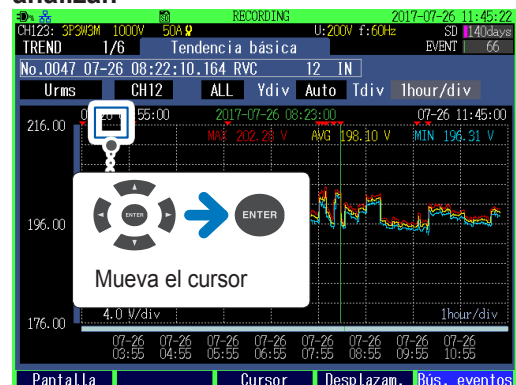 analizan
RECORDING 2017-07-26 11:45:22
CH123: 3P3W3M 1000V 50A U:200V f:60Hz SD 140days
TREND 1/6 Tendencia básica EVENT 66
No.0047 07-26 08:22:10.164 RVC 12 IN
Urms CH12 ALL Ydiv Auto Tdiv 1hour/div
55:00 2017-07-26 08:23:00 07-26 11:45:00
216.00 MAX 202.29 V AVG 198.10 V MIN 196.31 V
ENTER ENTER
196.00
Mueva el cursor
4.0 V/div 1hour/div
176.00
07-26 07-26 07-26 07-26 07-26 07-26 07-26 07-26
03:55 04:55 05:55 06:55 07:55 08:55 09:55 10:55
Pantalla Cursor Desplazam. Bús. eventos